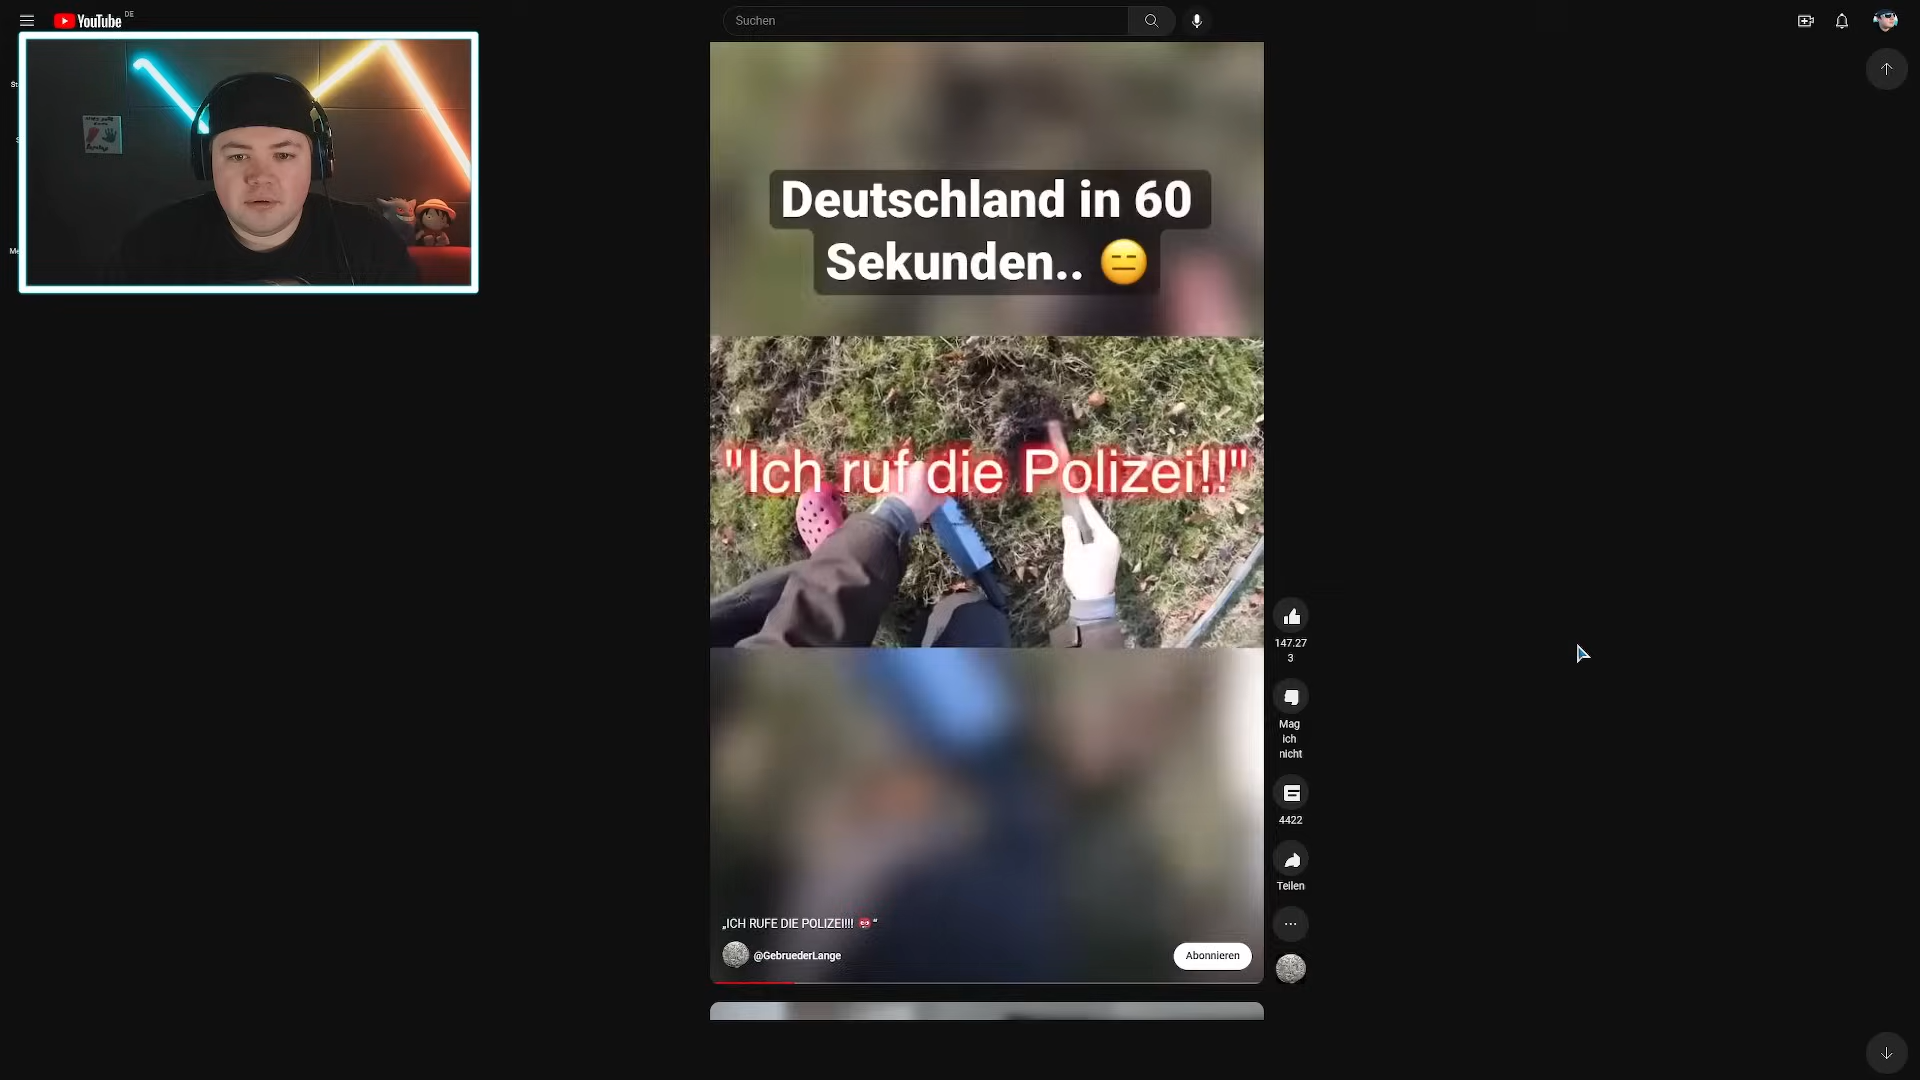 YouTube DE
Suchen
Deutschland in 60
Sekunden.. 😑
"Ich ruf die Polizei!!"
147.27
3
Mag
ich
nicht
4422
Teilen
„ICH RUFE DIE POLIZEI!!! “
@GebruederLange
Abonnieren